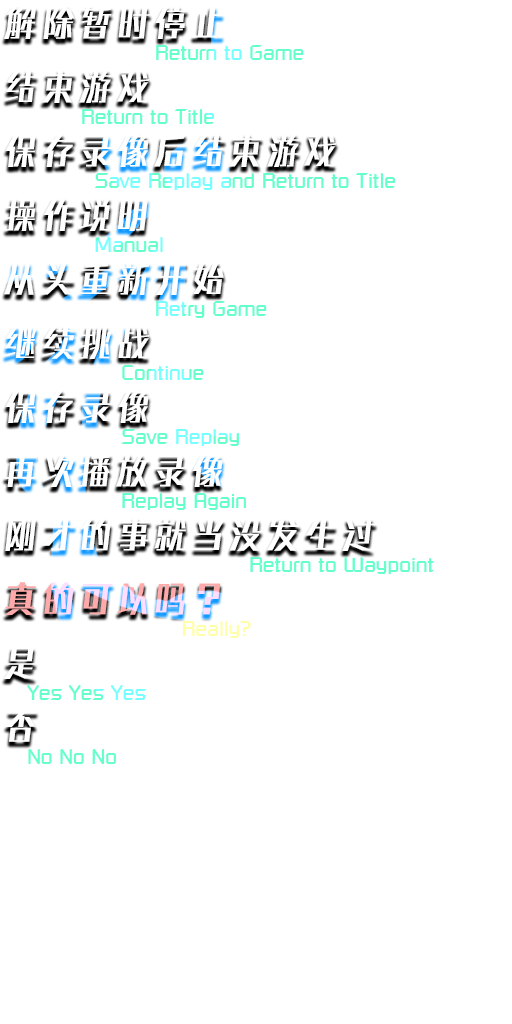 解除暂时停止
Return to Game
结束游戏
Return to Title
保存录像后结束游戏
Save Replay and Return to Title
操作说明
Manual
从头重新开始
Retry Game
继续挑战
Continue
保存录像
Save Replay
再次播放录像
Replay Again
刚才的事就当没发生过
Return to Waypoint
真的可以吗？
Really?
是
Yes Yes Yes
否
No No No